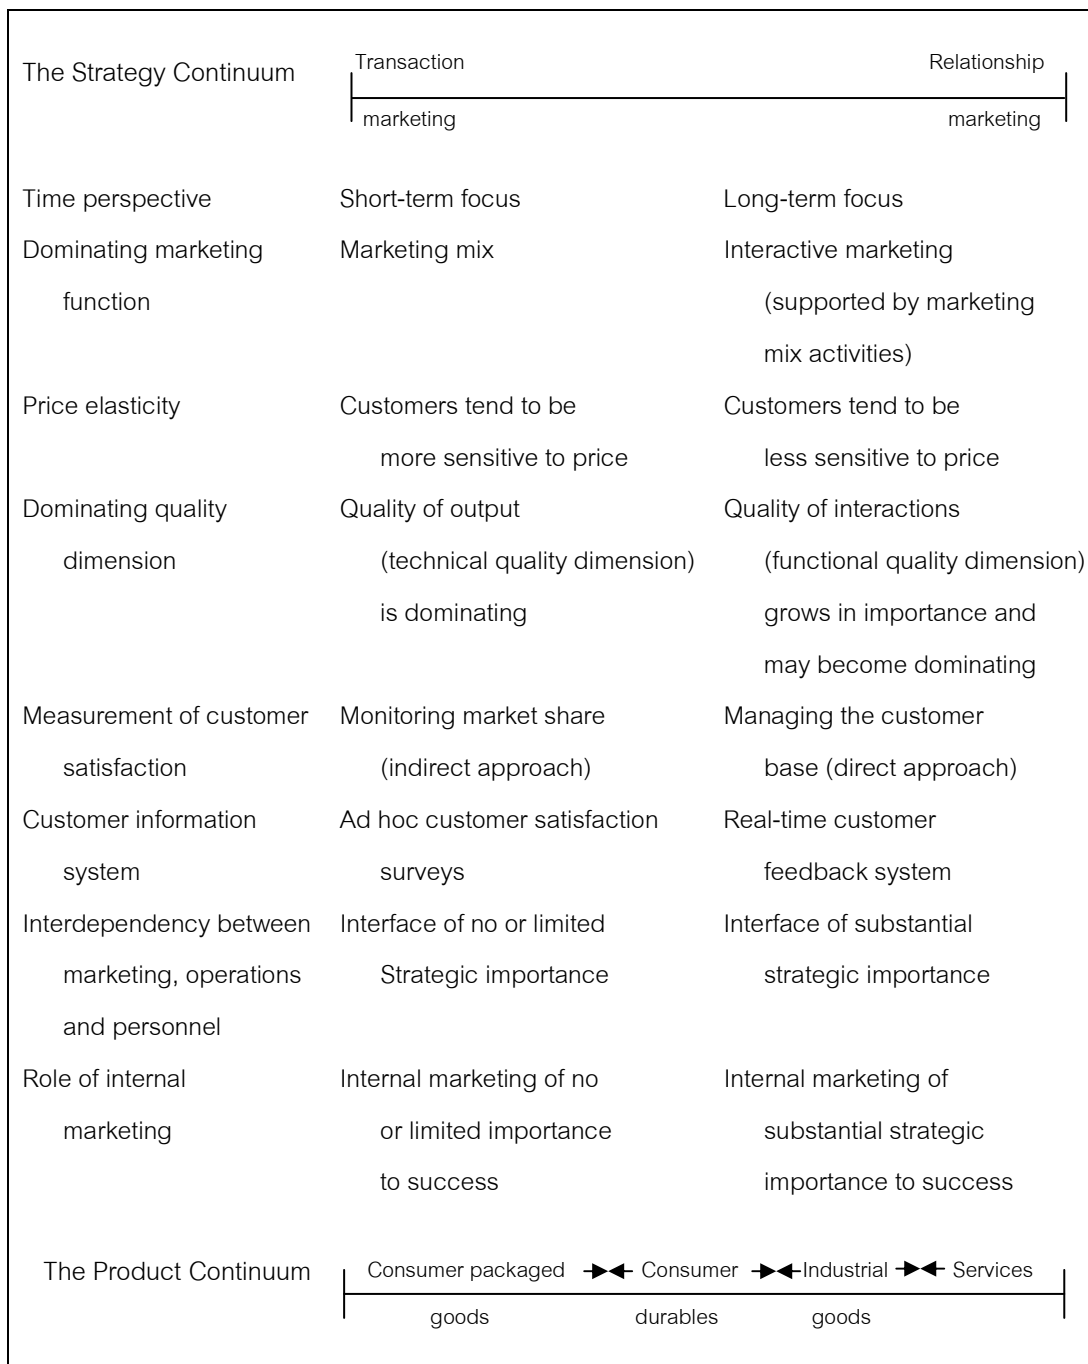 The Strategy Continuum Transaction Relationship
marketing marketing
Time perspective Short-term focus Long-term focus
Dominating marketing Marketing mix Interactive marketing
function (supported by marketing
mix activities)
Price elasticity Customers tend to be Customers tend to be
more sensitive to price less sensitive to price
Dominating quality Quality of output Quality of interactions
dimension (technical quality dimension) (functional quality dimension)
is dominating grows in importance and
may become dominating
Measurement of customer Monitoring market share Managing the customer
satisfaction (indirect approach) base (direct approach)
Customer information Ad hoc customer satisfaction Real-time customer
system surveys feedback system
Interdependency between Interface of no or limited Interface of substantial
marketing, operations Strategic importance strategic importance
and personnel
Role of internal Internal marketing of no Internal marketing of
marketing or limited importance substantial strategic
to success importance to success
The Product Continuum Consumer packaged Consumer Industrial Services
goods durables goods